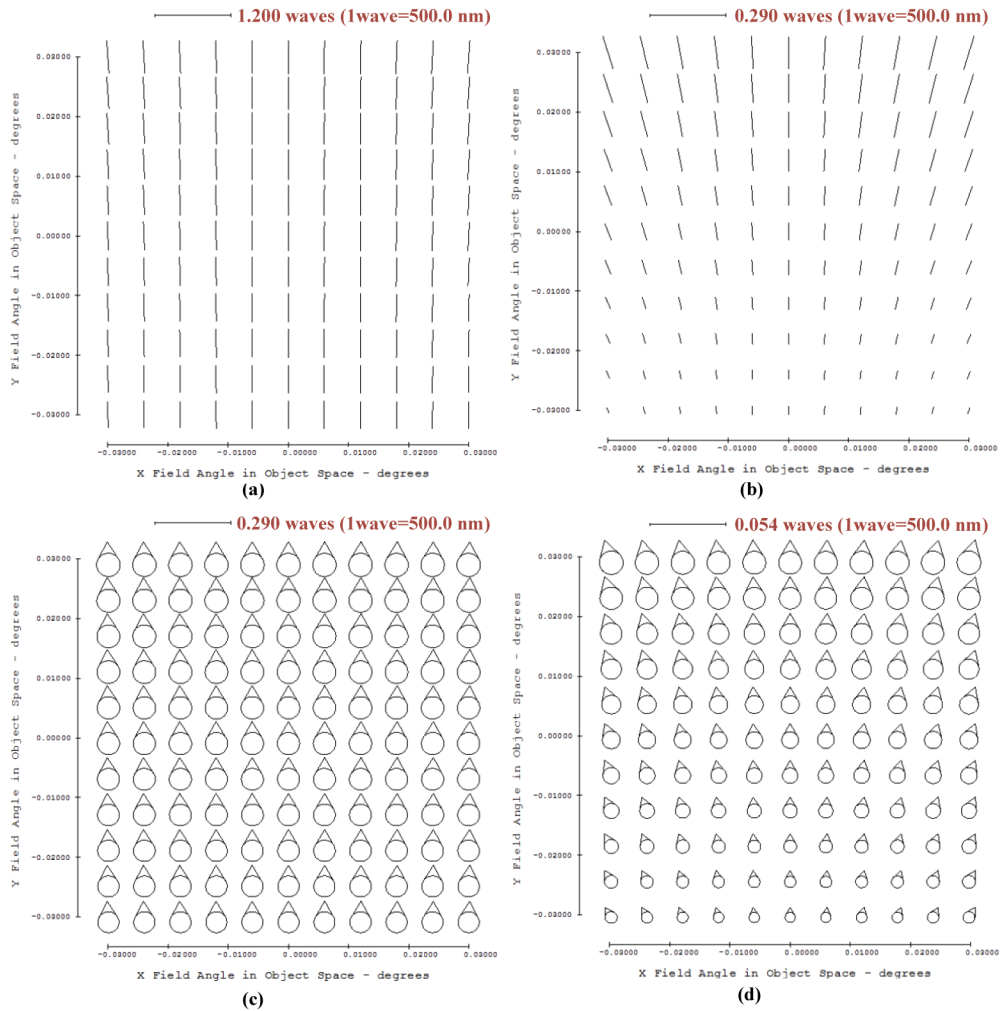 1.200 waves (1wave=500.0 nm)
0.03000
0.02000
0.01000
0.00000
-0.01000
-0.02000
-0.03000
Y Field Angle in Object Space - degrees
-0.03000 -0.02000 -0.01000 0.00000 0.01000 0.02000 0.03000
X Field Angle in Object Space - degrees
(a)
0.290 waves (1wave=500.0 nm)
0.03000
0.02000
0.01000
0.00000
-0.01000
-0.02000
-0.03000
Y Field Angle in Object Space - degrees
-0.03000 -0.02000 -0.01000 0.00000 0.01000 0.02000 0.03000
X Field Angle in Object Space - degrees
(b)
0.290 waves (1wave=500.0 nm)
0.03000
0.02000
0.01000
0.00000
-0.01000
-0.02000
-0.03000
Y Field Angle in Object Space - degrees
-0.03000 -0.02000 -0.01000 0.00000 0.01000 0.02000 0.03000
X Field Angle in Object Space - degrees
(c)
0.054 waves (1wave=500.0 nm)
0.03000
0.02000
0.01000
0.00000
-0.01000
-0.02000
-0.03000
Y Field Angle in Object Space - degrees
-0.03000 -0.02000 -0.01000 0.00000 0.01000 0.02000 0.03000
X Field Angle in Object Space - degrees
(d)